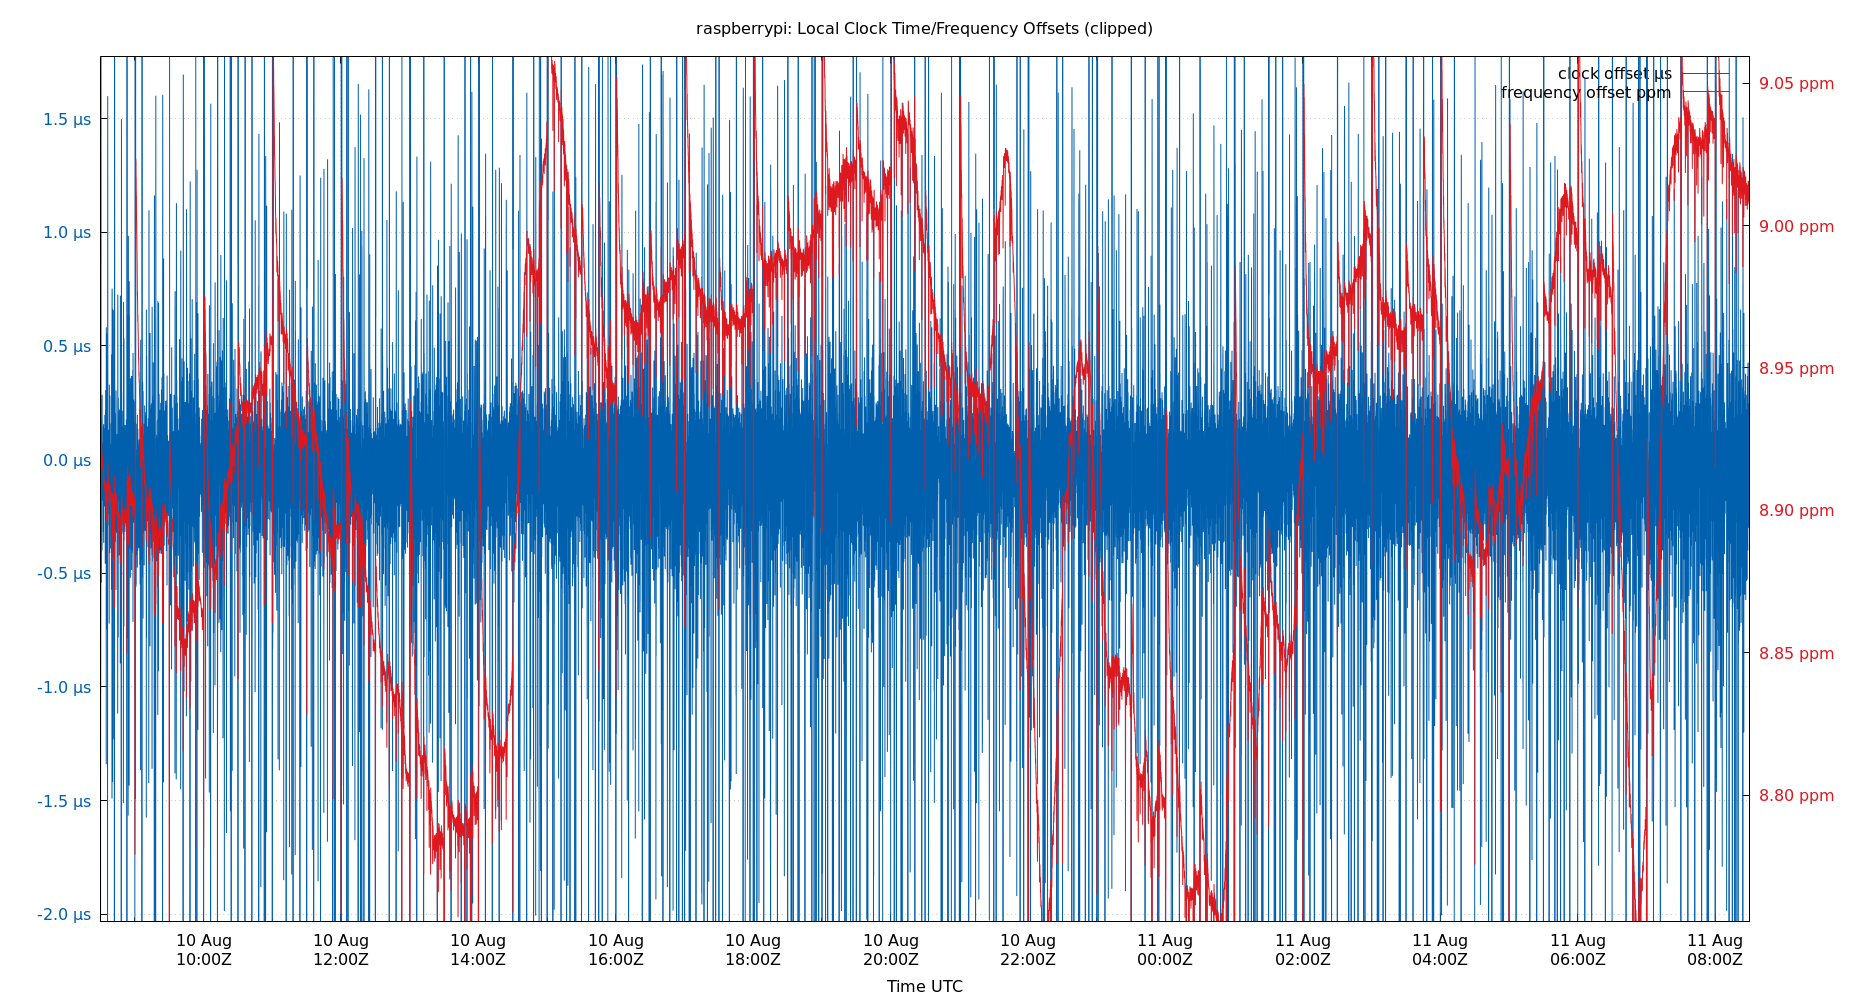 raspberrypi: Local Clock Time/Frequency Offsets (clipped)
clock offset µs
frequency offset ppm
1.5 µs
1.0 µs
0.5 µs
0.0 µs
-0.5 µs
-1.0 µs
-1.5 µs
-2.0 µs
9.05 ppm
9.00 ppm
8.95 ppm
8.90 ppm
8.85 ppm
8.80 ppm
10 Aug 10 Aug 10 Aug 10 Aug 10 Aug 10 Aug 10 Aug 11 Aug 11 Aug 11 Aug 11 Aug 11 Aug
10:00Z 12:00Z 14:00Z 16:00Z 18:00Z 20:00Z 22:00Z 00:00Z 02:00Z 04:00Z 06:00Z 08:00Z
Time UTC